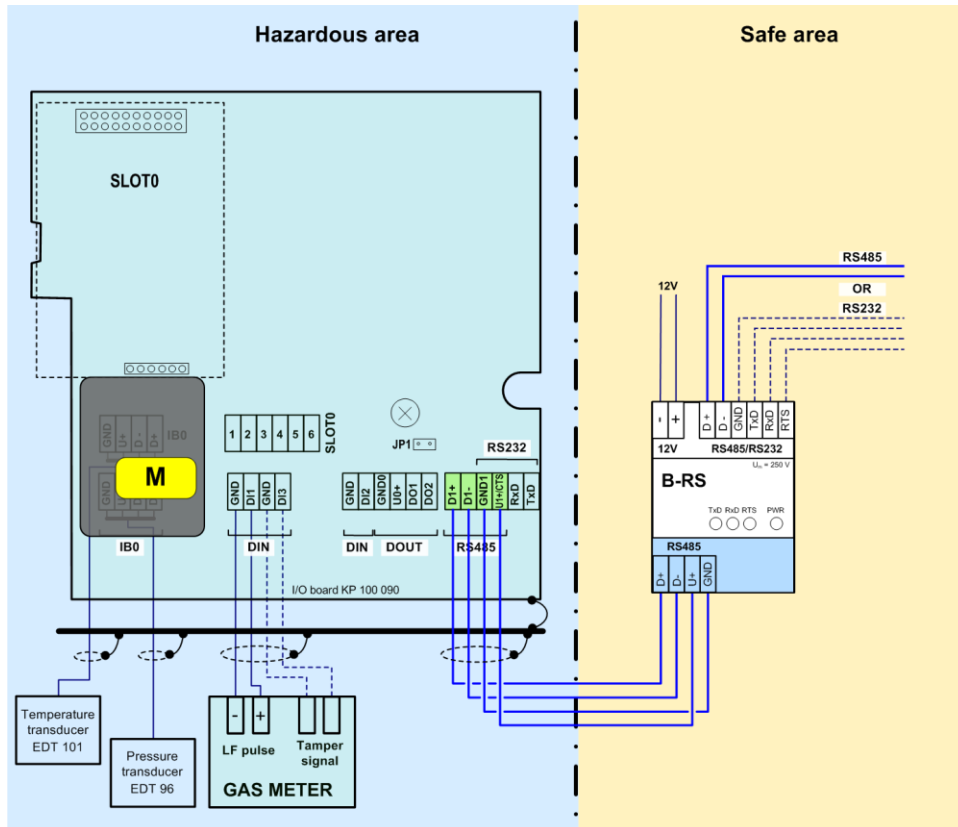 Hazardous area
Safe area
SLOT0
RS485
OR
RS232
12V
GND
U+
D -
D+
IB0
M
GND
IB0
1 2 3 4 5 6
SLOT0
GND
DI1
GND
DI3
DIN
JP1
RS232
GND
DI2
GND0
U0+
DO1
DO2
D1+
D1-
GND1
U1+/CTS
RxD
TxD
DIN
DOUT
RS485
I/O board KP 100 090
- +
D +
D -
GND
TxD
RxD
RTS
12V
RS485/RS232
Um = 250 V
B-RS
TxD RxD RTS PWR
RS485
D+
D-
U+
GND
Temperature
transducer
EDT 101
Pressure
transducer
EDT 96
- +
LF pulse
Tamper
signal
GAS METER